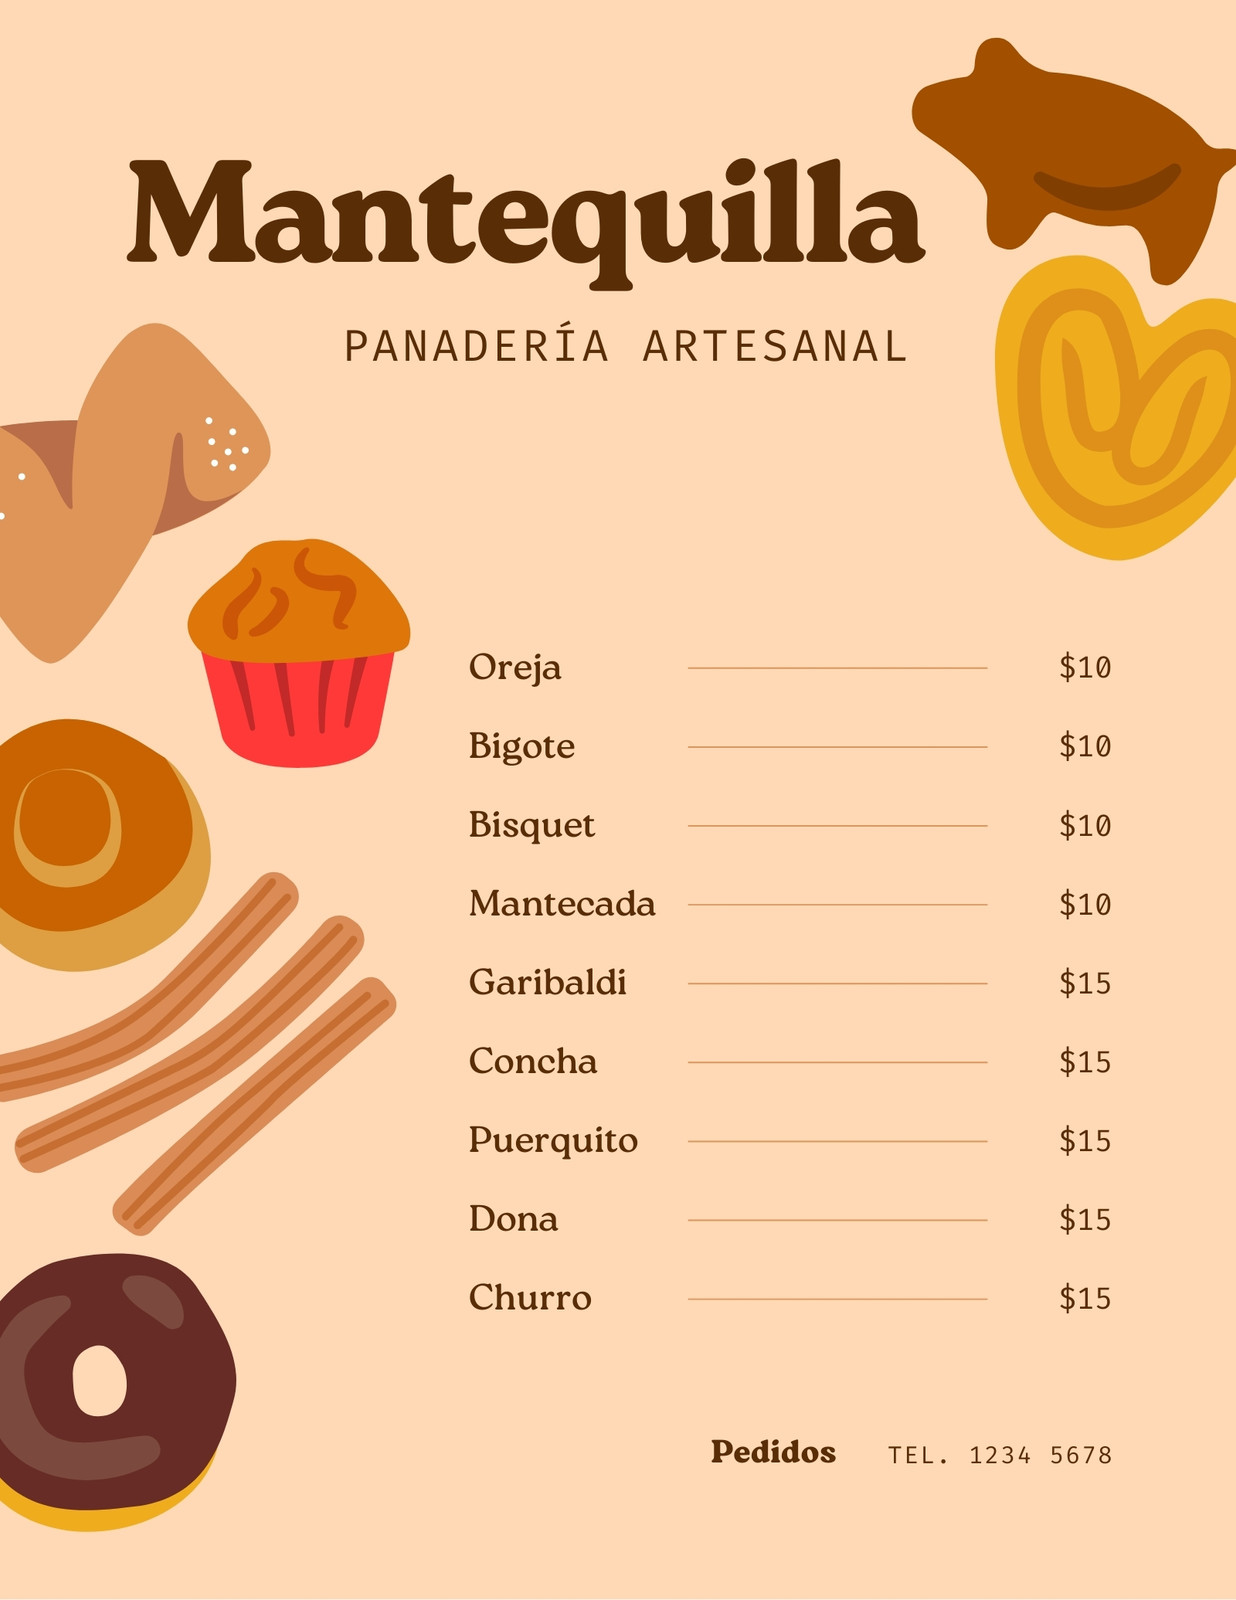 Mantequilla
PANADERÍA ARTESANAL
Oreja $10
Bigote $10
Bisquet $10
Mantecada $10
Garibaldi $15
Concha $15
Puerquito $15
Dona $15
Churro $15
Pedidos TEL. 1234 5678